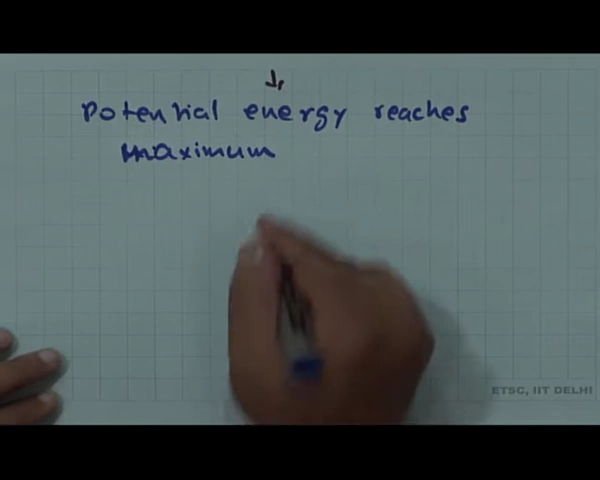 Potential energy reaches
maximum
ETSC, IIT DELHI